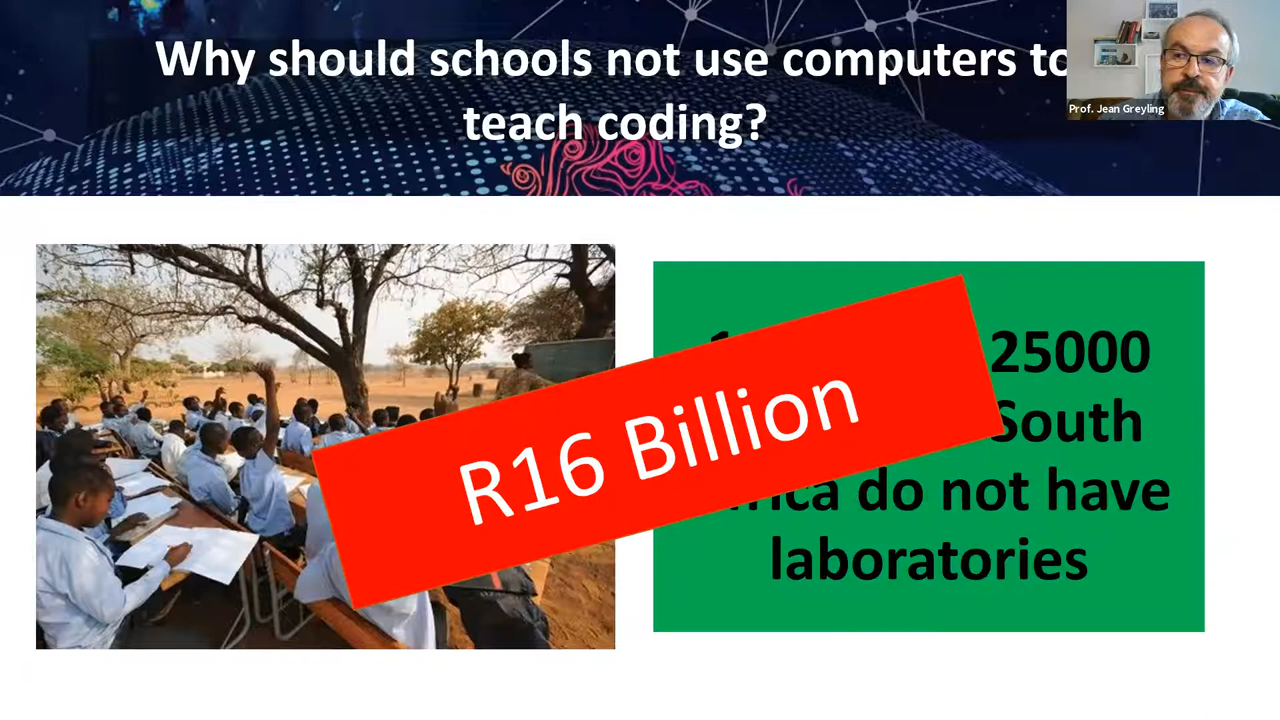 Why should schools not use computers to
teach coding?
Prof. Jean Greyling
25000
South
do not have
laboratories
R16 Billion